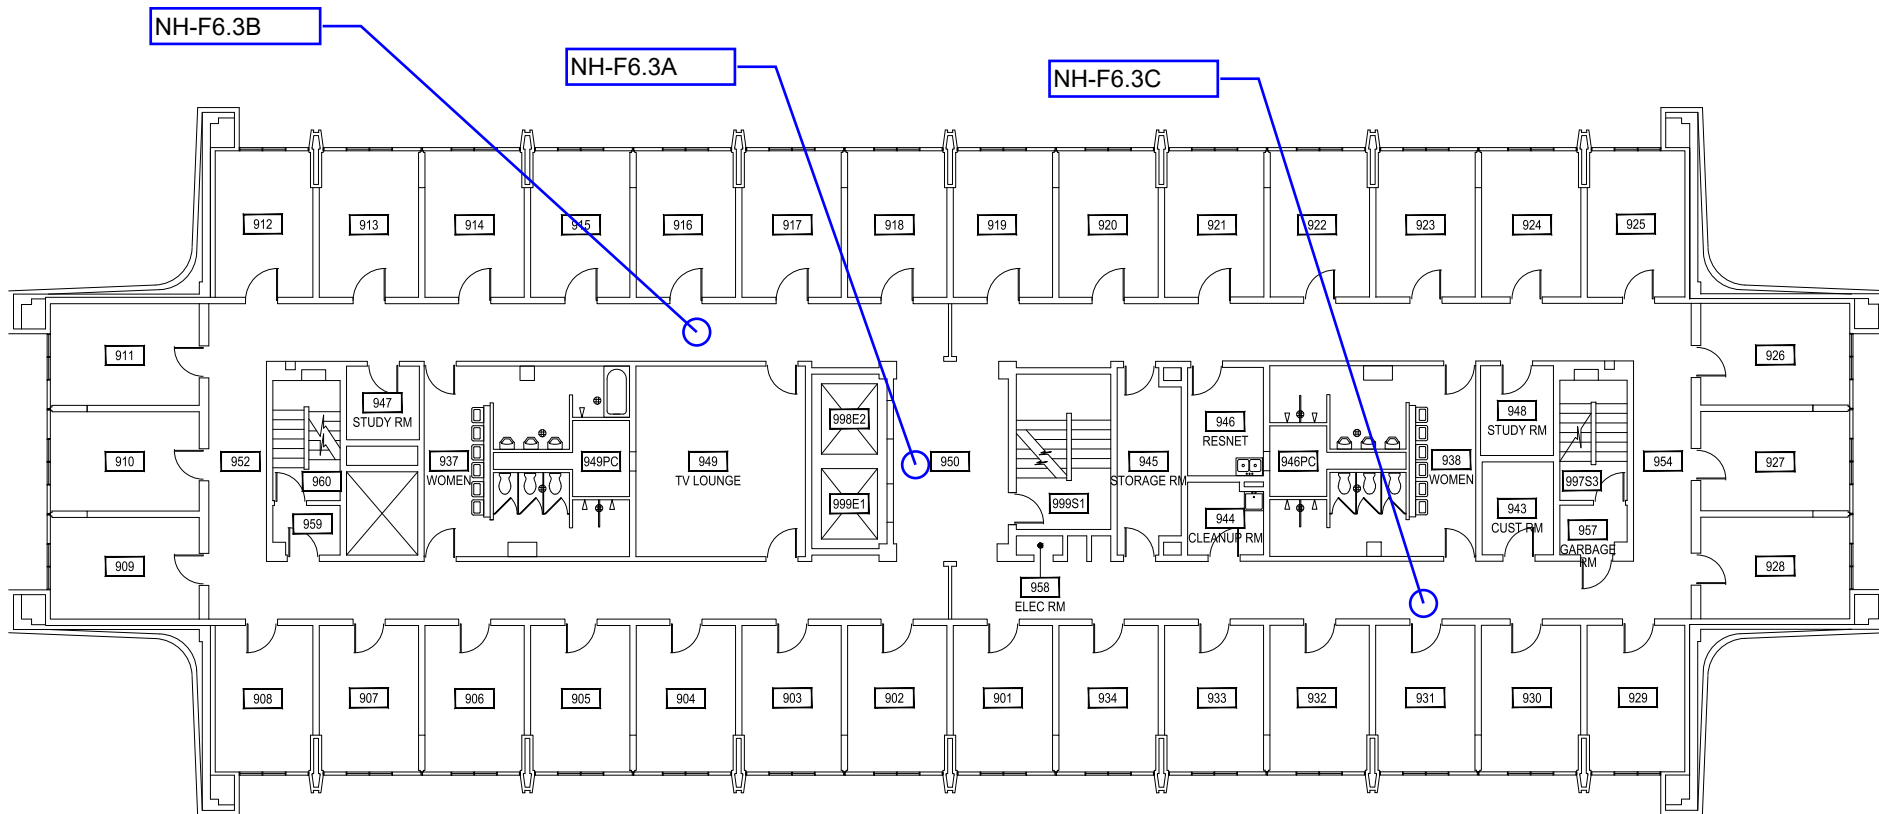 NH-F6.3B
NH-F6.3A
NH-F6.3C
912
913
914
915
916
917
918
919
920
921
922
923
924
925
911
926
947
STUDY RM
998E2
946
RESNET
948
STUDY RM
910
952
960
937
WOMEN
949PC
949
TV LOUNGE
950
945
STORAGE RM
946PC
938
WOMEN
997S3
954
927
959
999E1
999S1
944
CLEANUP RM
943
CUST RM
957
GARBAGE
RM
909
958
ELEC RM
928
908
907
906
905
904
903
902
901
934
933
932
931
930
929